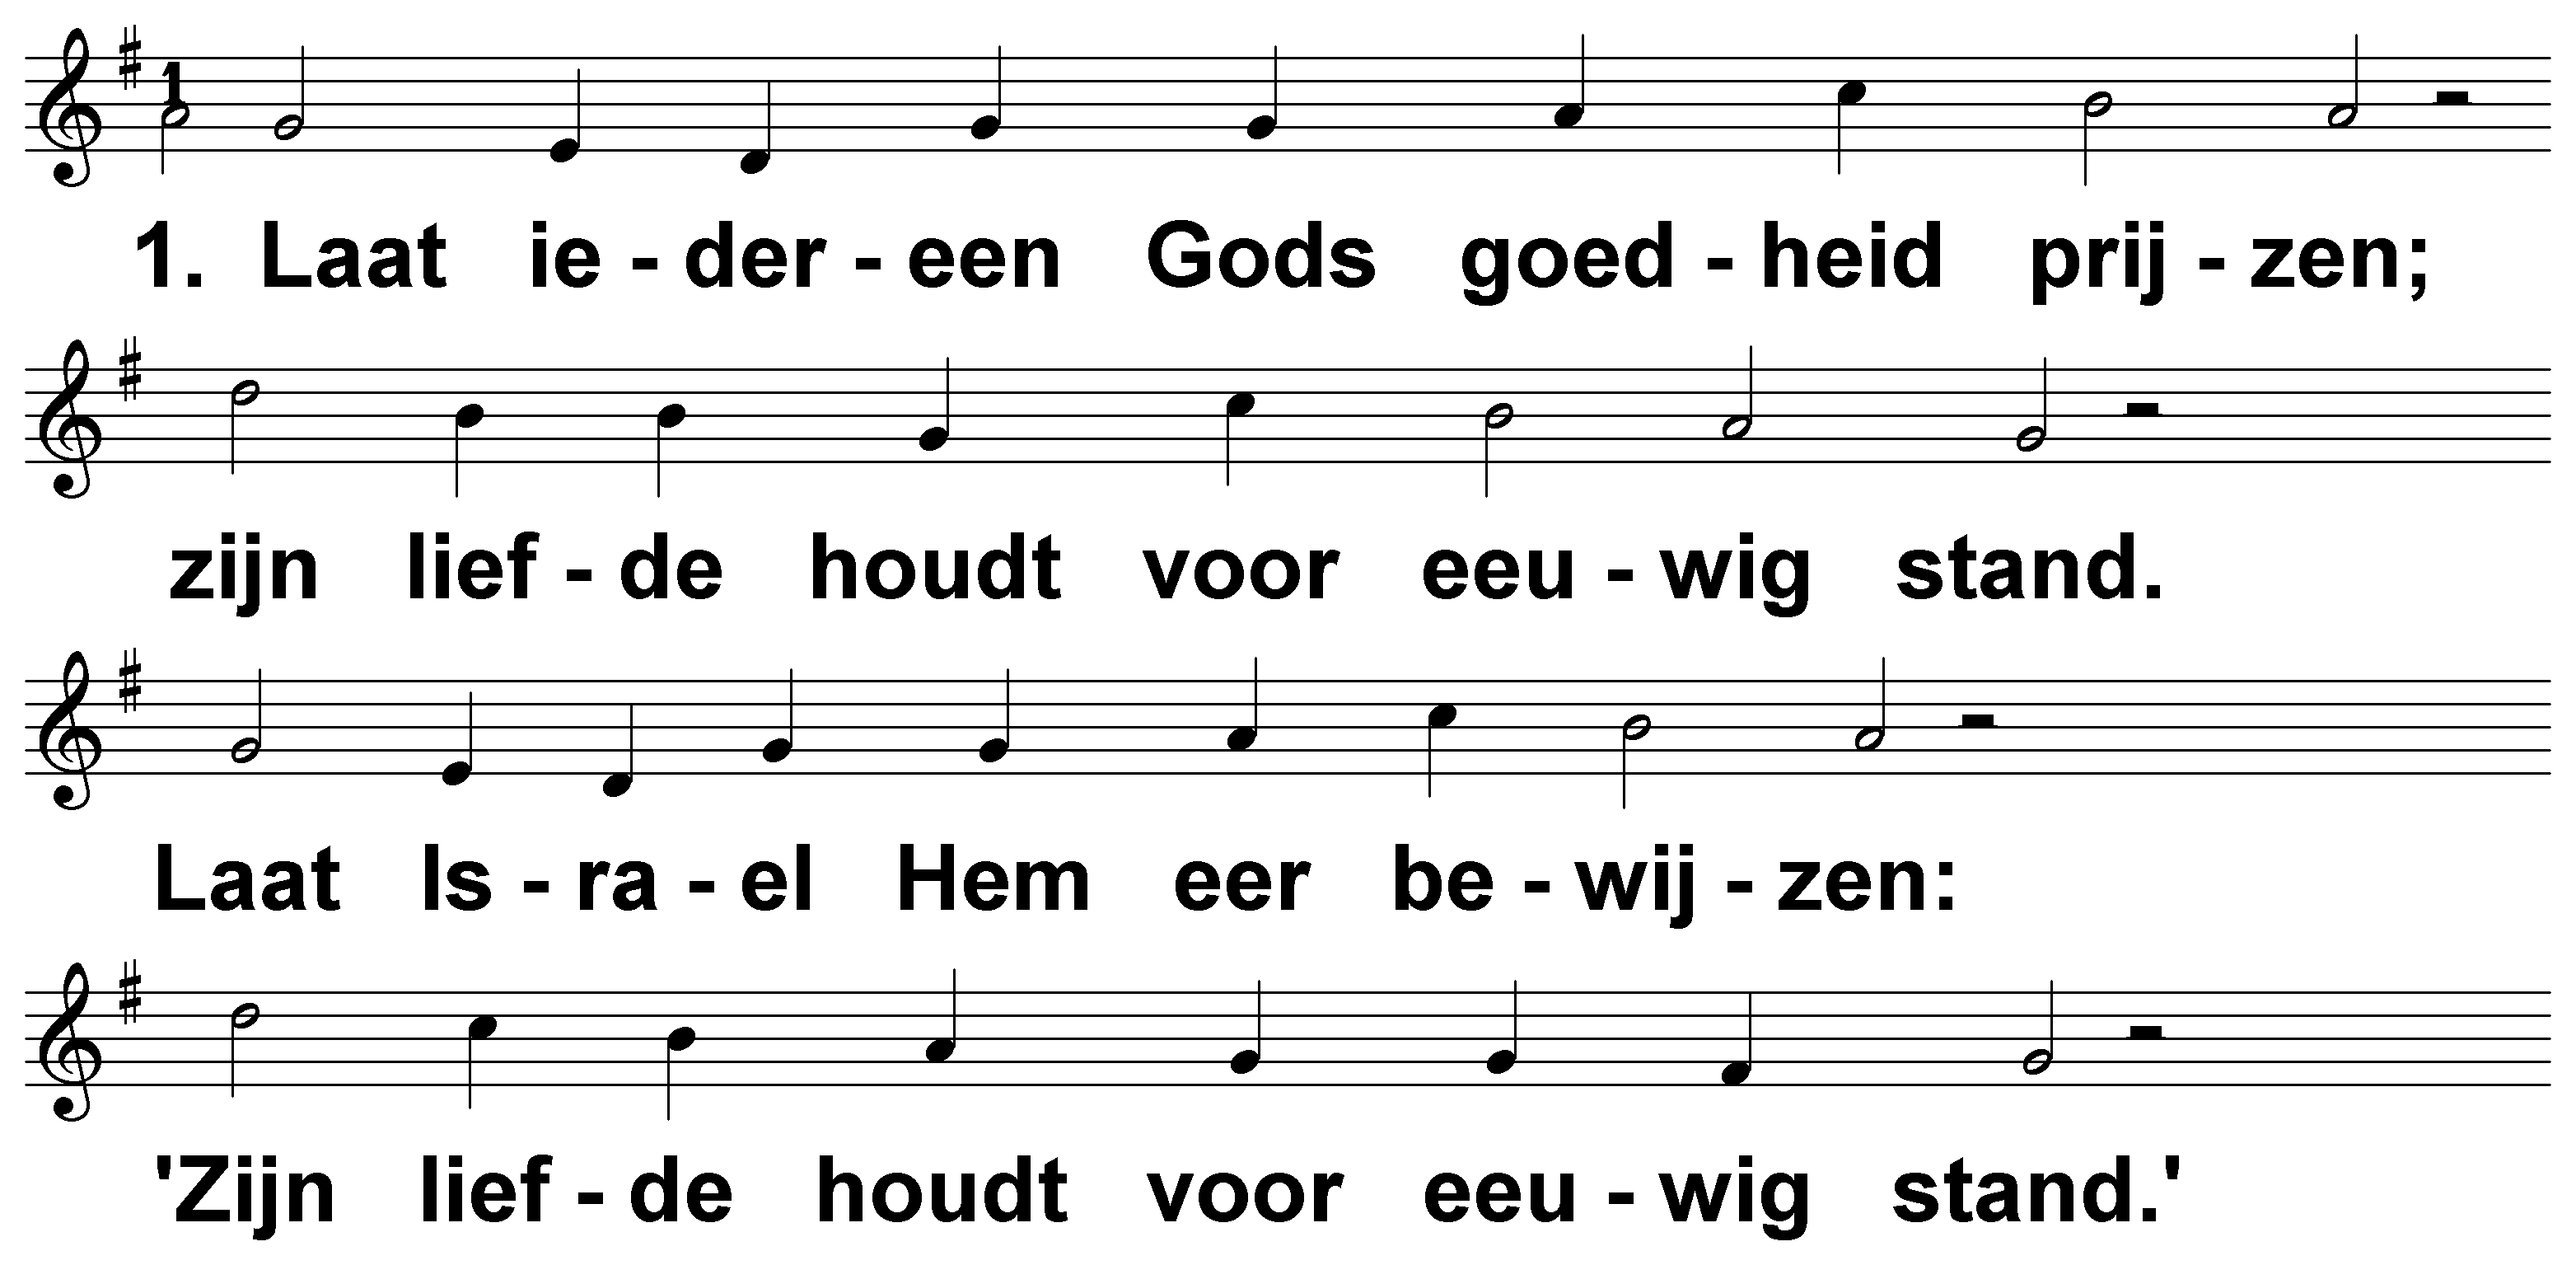 1
1. Laat ie - der - een Gods goed - heid prij - zen;
zijn lief - de houdt voor eeu - wig stand.
Laat Is - ra - el Hem eer be - wij - zen:
'Zijn lief - de houdt voor eeu - wig stand.'